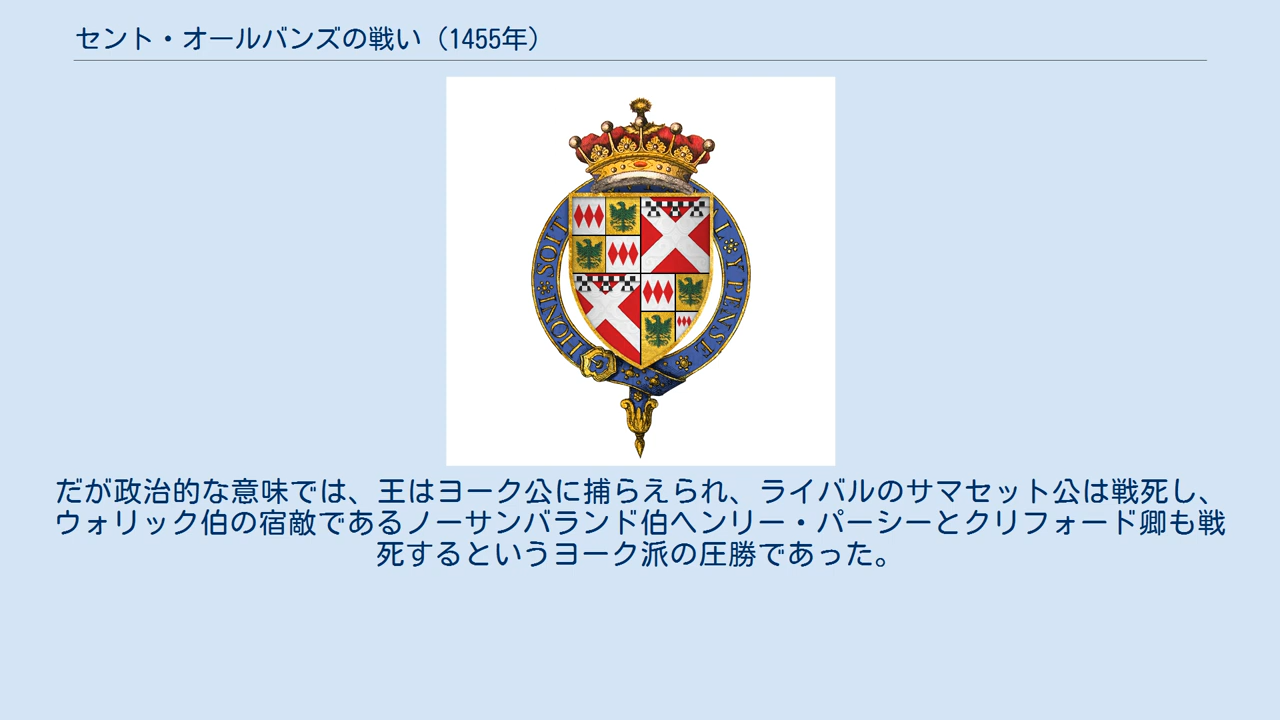 セント・オールバンズの戦い（1455年）
HONI SOIT
Y PENSE
だが政治的な意味では、王はヨーク公に捕らえられ、ライバルのサマセット公は戦死し、
ウォリック伯の宿敵であるノーサンバランド伯ヘンリー・パーシーとクリフォード卿も戦
死するというヨーク派の圧勝であった。